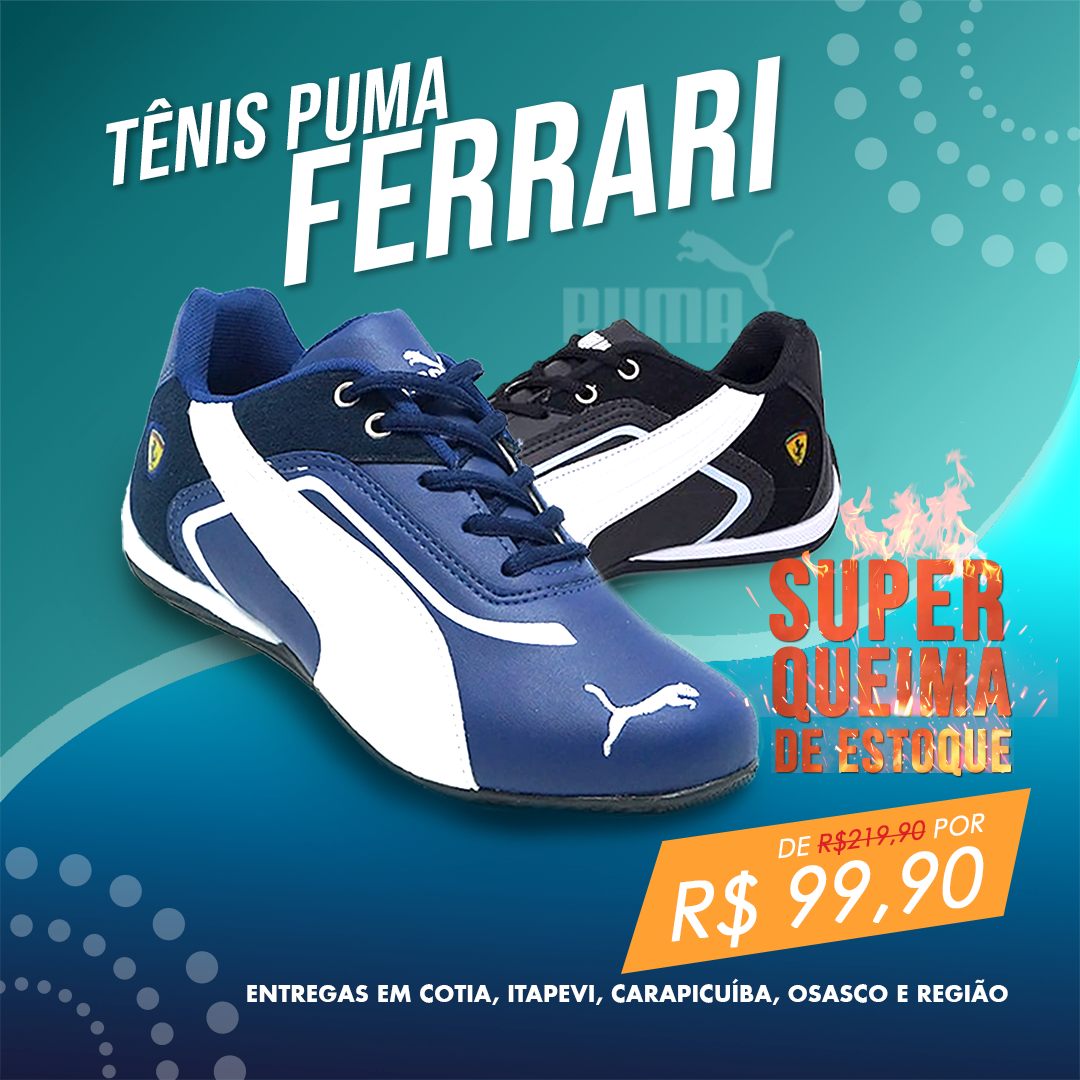 TÊNIS PUMA
FERRARI
PUMA
SUPER
QUEIMA
DE ESTOQUE
DE R$219,90 POR
R$ 99,90
ENTREGAS EM COTIA, ITAPEVI, CARAPICUÍBA, OSASCO E REGIÃO